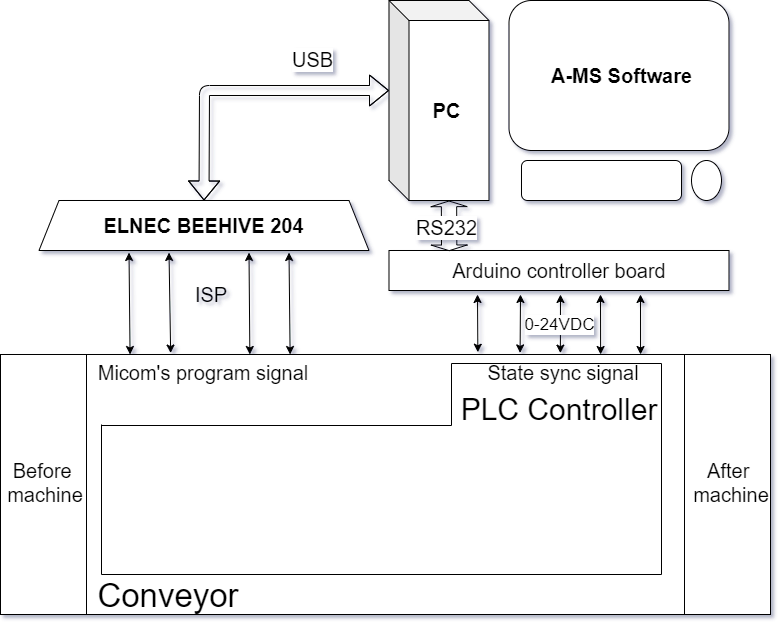 USB
A-MS Software
PC
ELNEC BEEHIVE 204
RS232
Arduino controller board
ISP
0-24VDC
Micom's program signal
State sync signal
PLC Controller
Before
machine
After
machine
Conveyor